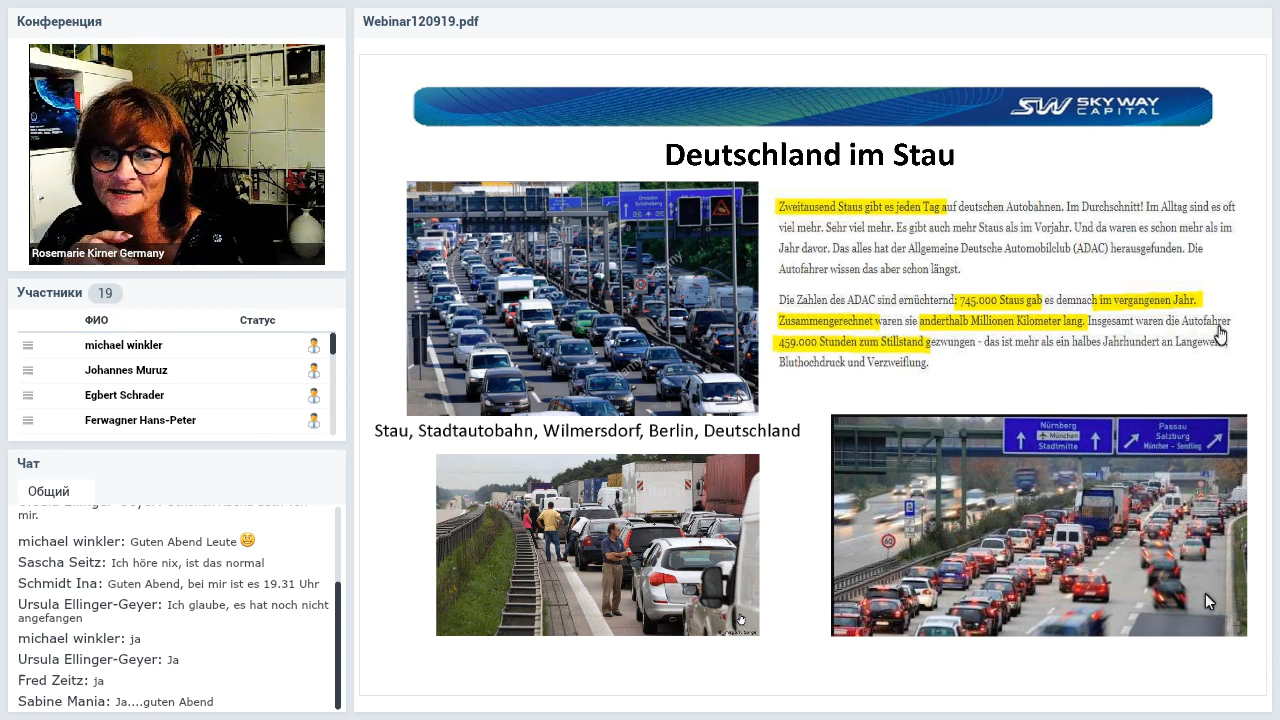 Конференция
Rosemarie Kirner Germany
Участники 19
ФИО Статус
michael winkler
Johannes Muruz
Egbert Schrader
Ferwagner Hans-Peter
Чат
Общий
mir.
michael winkler: Guten Abend Leute
Sascha Seitz: Ich höre nix, ist das normal
Schmidt Ina: Guten Abend, bei mir ist es 19.31 Uhr
Ursula Ellinger-Geyer: Ich glaube, es hat noch nicht
angefangen
michael winkler: ja
Ursula Ellinger-Geyer: Ja
Fred Zeitz: ja
Sabine Mania: Ja....guten Abend
Webinar120919.pdf
SW SKY WAY
CAPITAL
Deutschland im Stau
Zweitausend Staus gibt es jeden Tag auf deutschen Autobahnen. Im Durchschnitt! Im Alltag sind es oft
viel mehr. Sehr viel mehr. Es gibt auch mehr Staus als im Vorjahr. Und da waren es schon mehr als im
Jahr davor. Das alles hat der Allgemeine Deutsche Automobilclub (ADAC) herausgefunden. Die
Autofahrer wissen das aber schon längst.
Die Zahlen des ADAC sind ernüchternd: 745.000 Staus gab es demnach im vergangenen Jahr.
Zusammengerechnet waren sie anderthalb Millionen Kilometer lang. Insgesamt waren die Autofahrer
459.000 Stunden zum Stillstand gezwungen - das ist mehr als ein halbes Jahrhundert an
Bluthochdruck und Verzweiflung.
alamy
alamy
Stau, Stadtautobahn, Wilmersdorf, Berlin, Deutschland
Nürnberg
München
Stadtmitte
Passau
Salzburg
München - Sendling
60